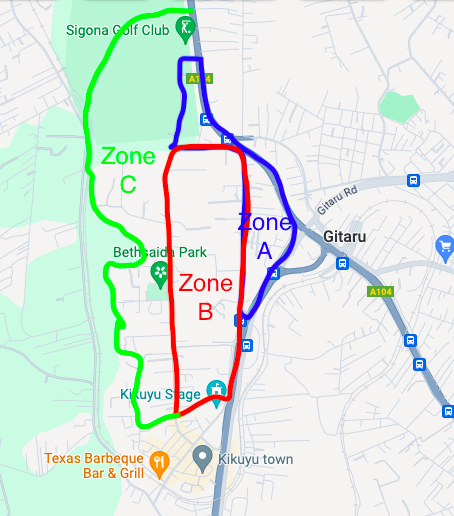 Sigona Golf Club
A104
Zone
C
Gitaru Rd
Zone
A
Gitaru
Bethsaida Park
Zone
B
A104
Kikuyu Stage
Texas Barbeque
Bar & Grill
Kikuyu town